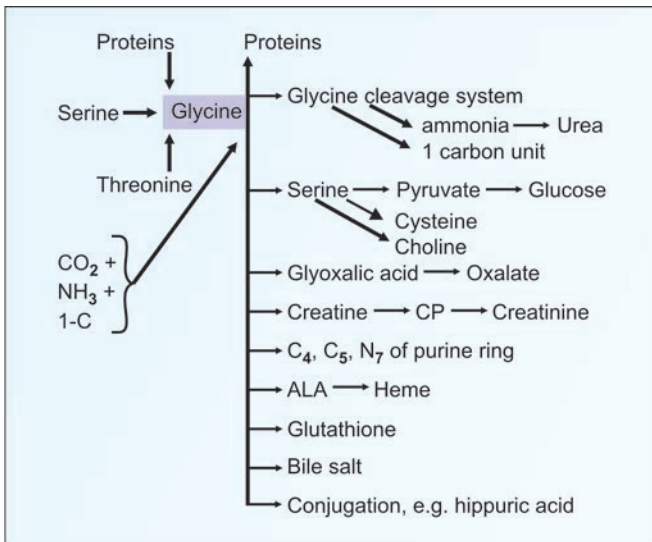 Proteins
Proteins
Serine
Glycine
Threonine
CO₂ +
NH₃ +
1-C
Glycine cleavage system
ammonia
Urea
1 carbon unit
Serine
Pyruvate
Glucose
Cysteine
Choline
Glyoxalic acid
Oxalate
Creatine
CP
Creatinine
C₄, C₅, N₇ of purine ring
ALA
Heme
Glutathione
Bile salt
Conjugation, e.g. hippuric acid